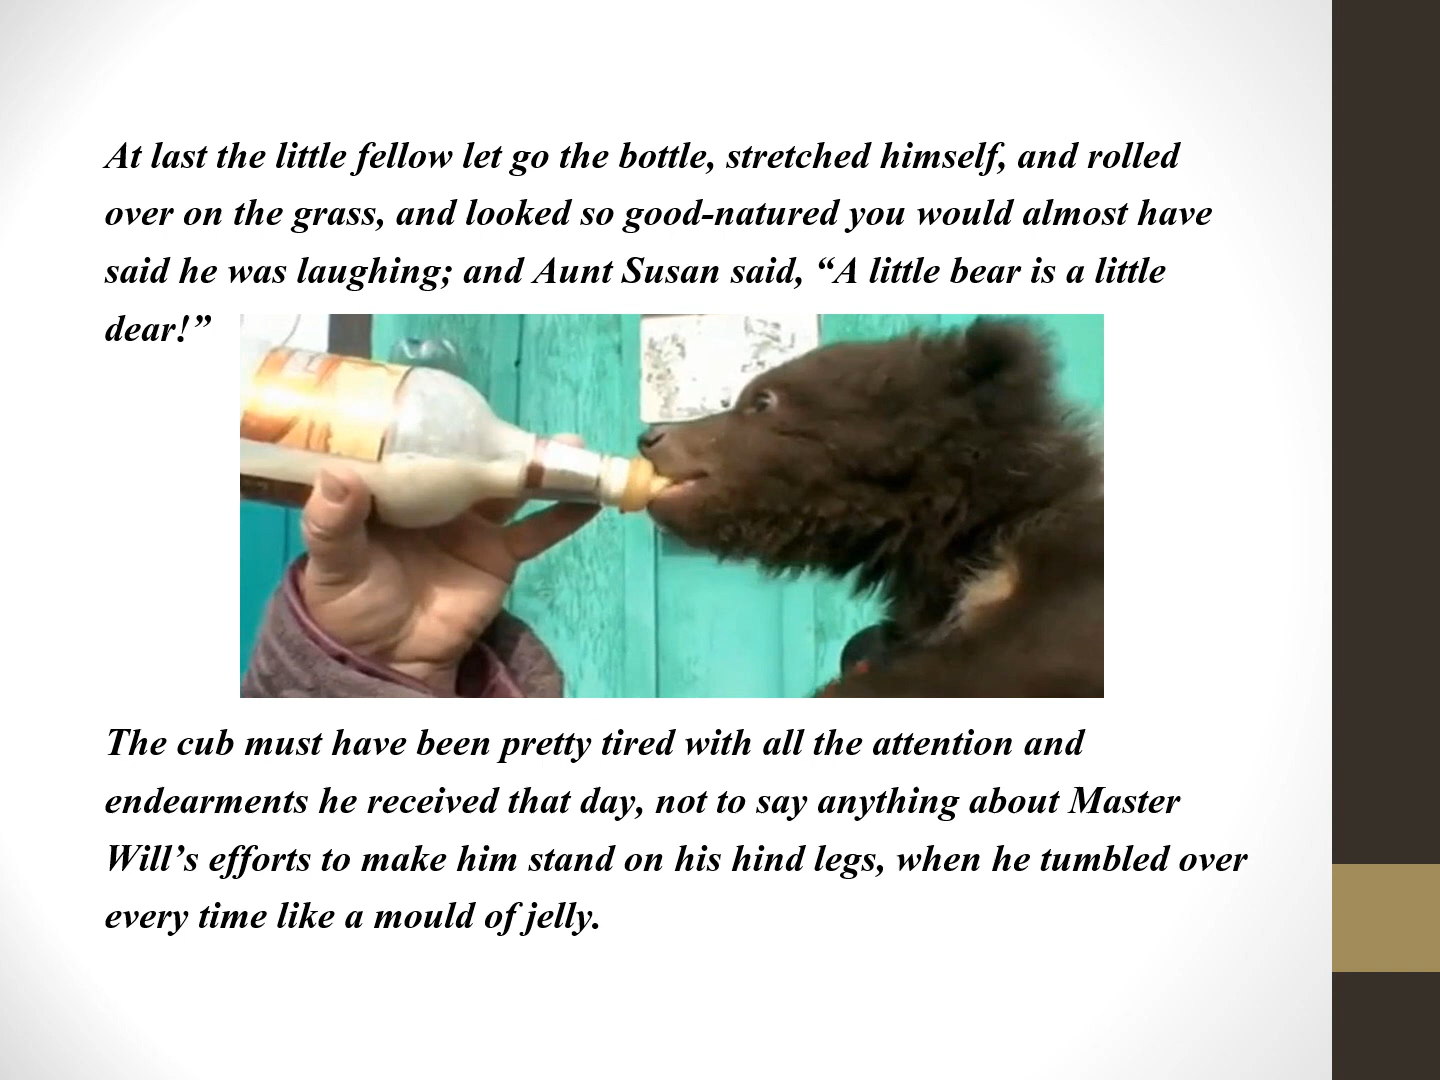 At last the little fellow let go the bottle, stretched himself, and rolled
over on the grass, and looked so good-natured you would almost have
said he was laughing; and Aunt Susan said, “A little bear is a little
dear!”
The cub must have been pretty tired with all the attention and
endearments he received that day, not to say anything about Master
Will’s efforts to make him stand on his hind legs, when he tumbled over
every time like a mould of jelly.